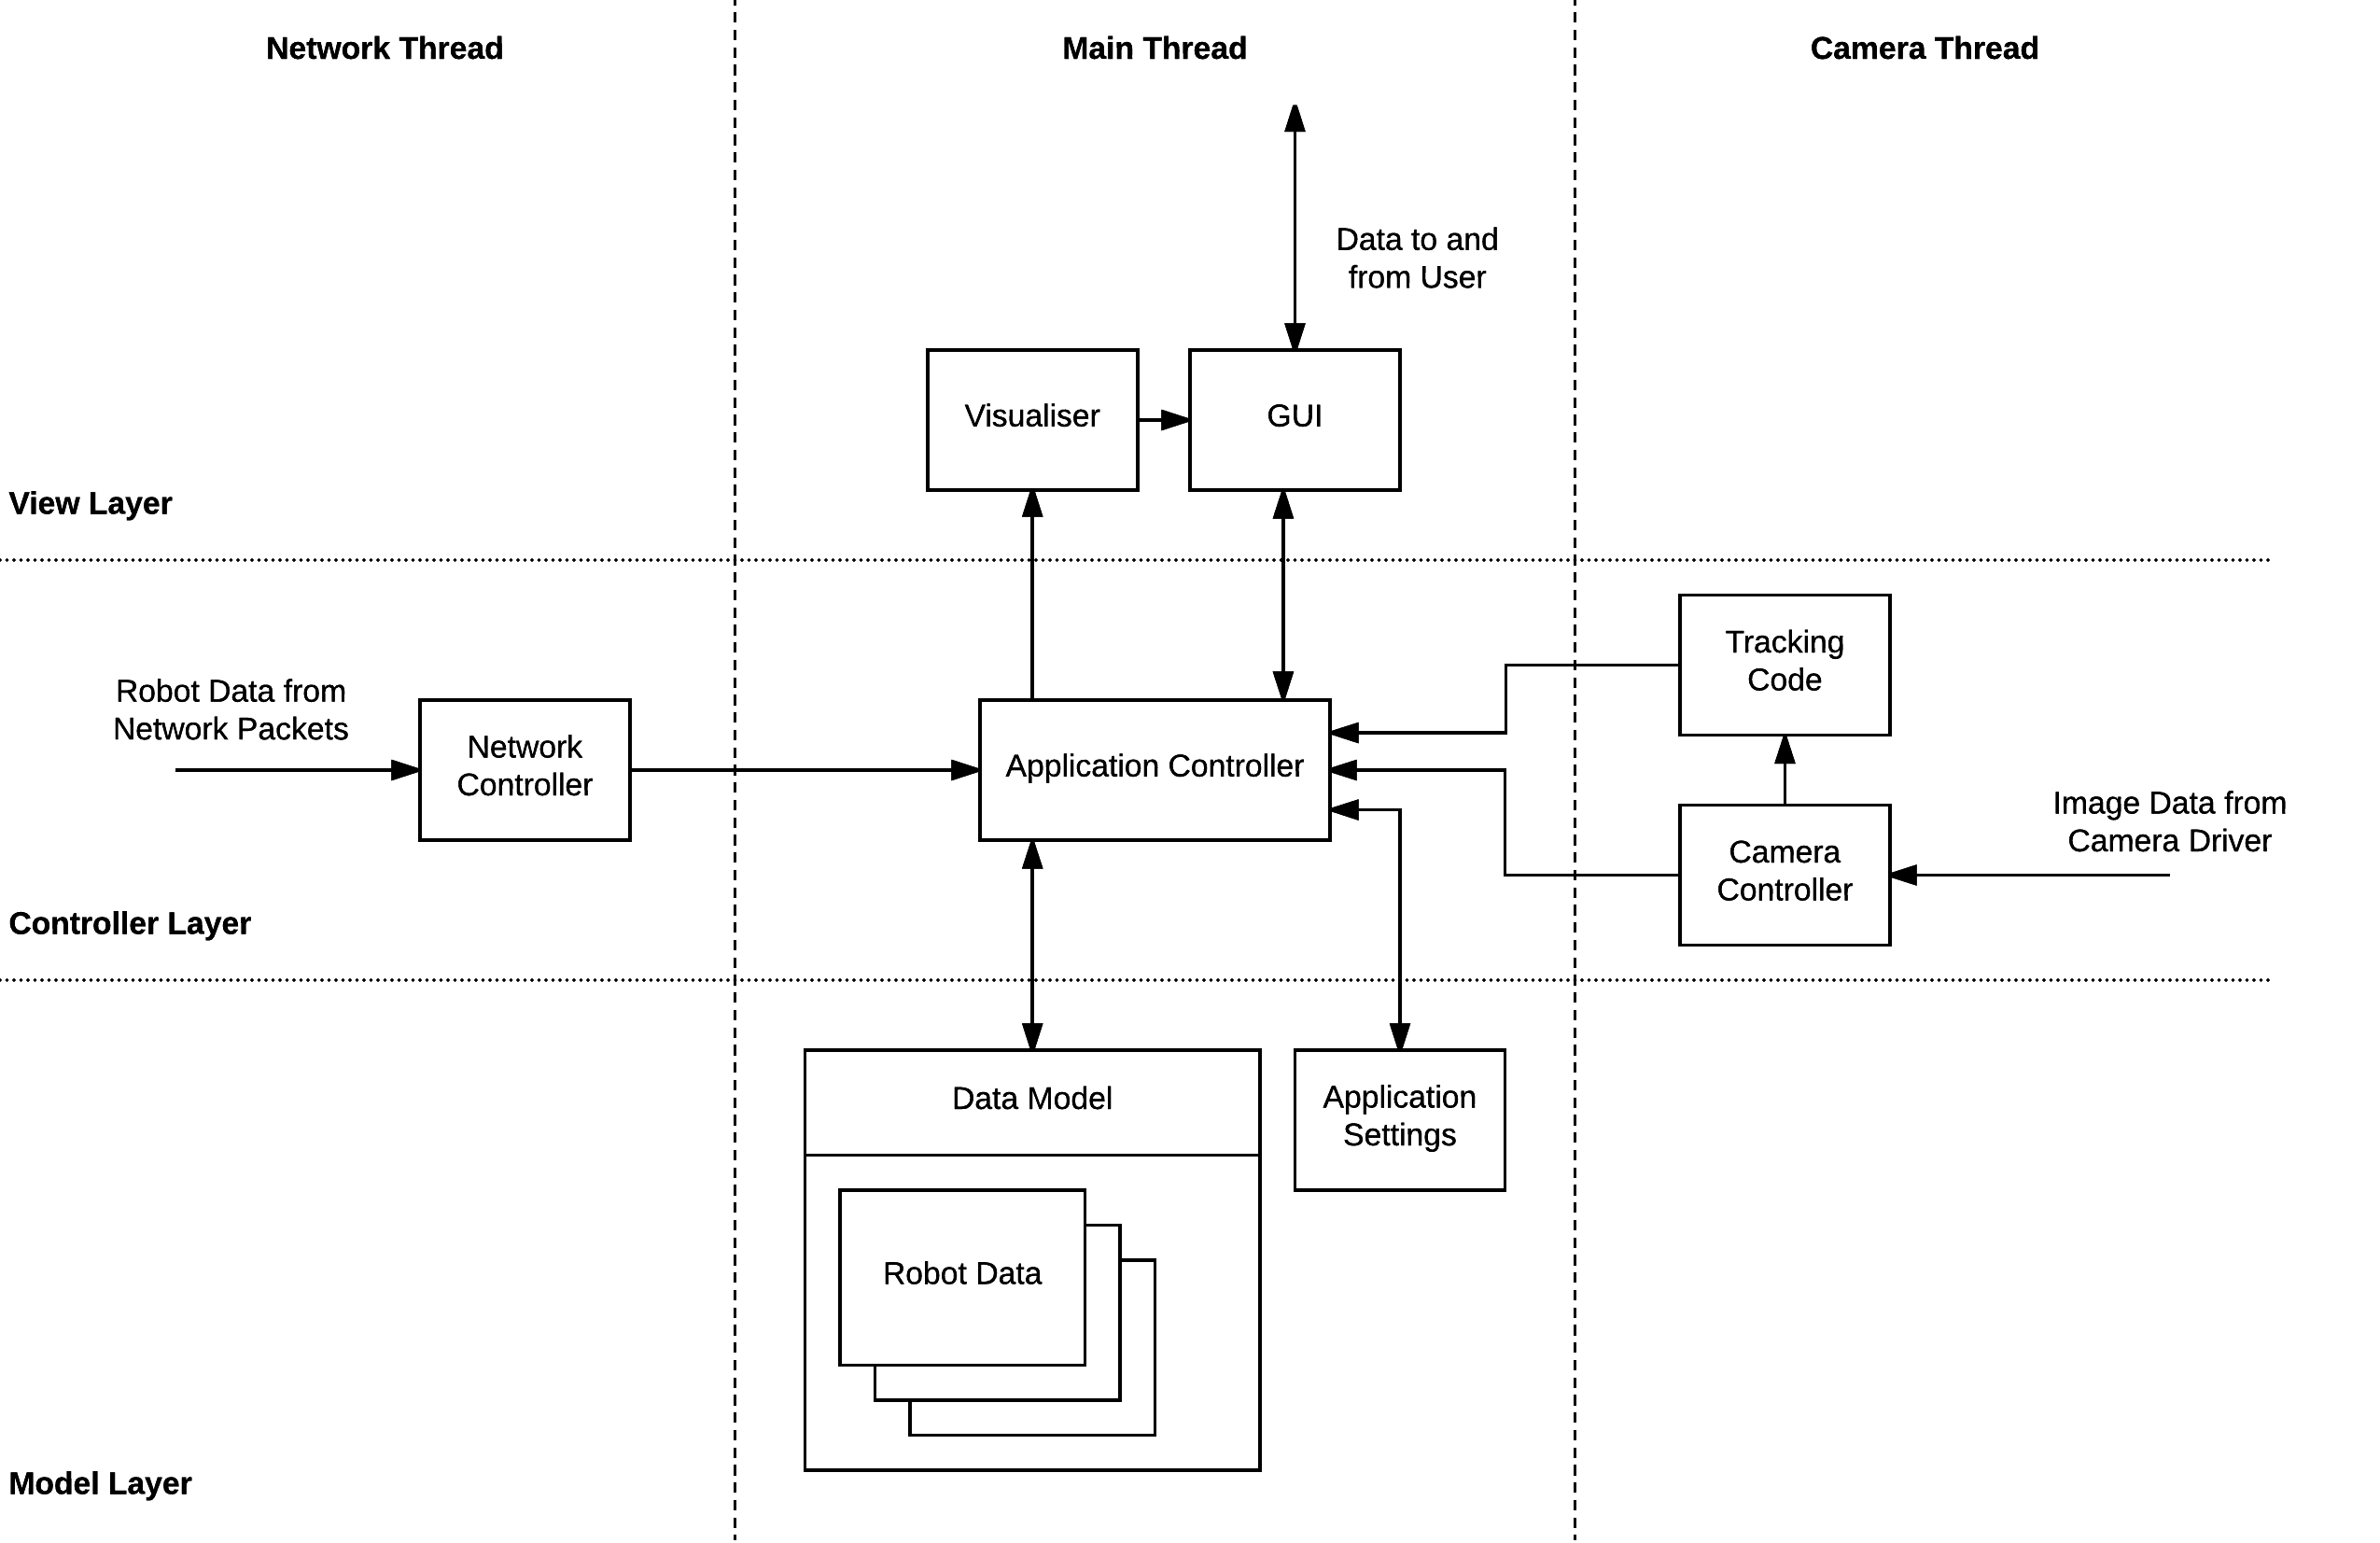 Network Thread
Main Thread
Camera Thread
Data to and
from User
Visualiser
GUI
View Layer
Tracking
Code
Robot Data from
Network Packets
Network
Controller
Application Controller
Image Data from
Camera Driver
Camera
Controller
Controller Layer
Data Model
Application
Settings
Robot Data
Model Layer